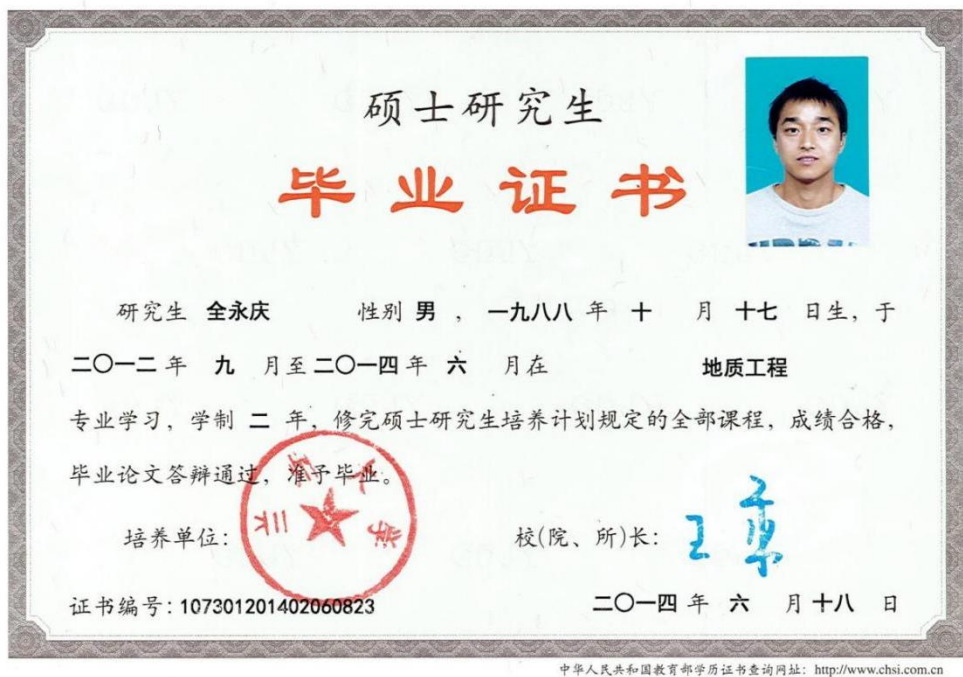 硕士研究生
毕业证书
研究生 全永庆 性别 男 , 一九八八 年 十 月 十七 日生, 于
二〇一二 年 九 月至 二〇一四 年 六 月在 地质工程
专业学习, 学制 二 年, 修完硕士研究生培养计划规定的全部课程, 成绩合格,
毕业论文答辩通过, 准予毕业。
培养单位:
校(院、所)长:
证书编号: 107301201402060823
二〇一四 年 六 月 十八 日
中华人民共和国教育部学历证书查询网址: http://www.chsi.com.cn